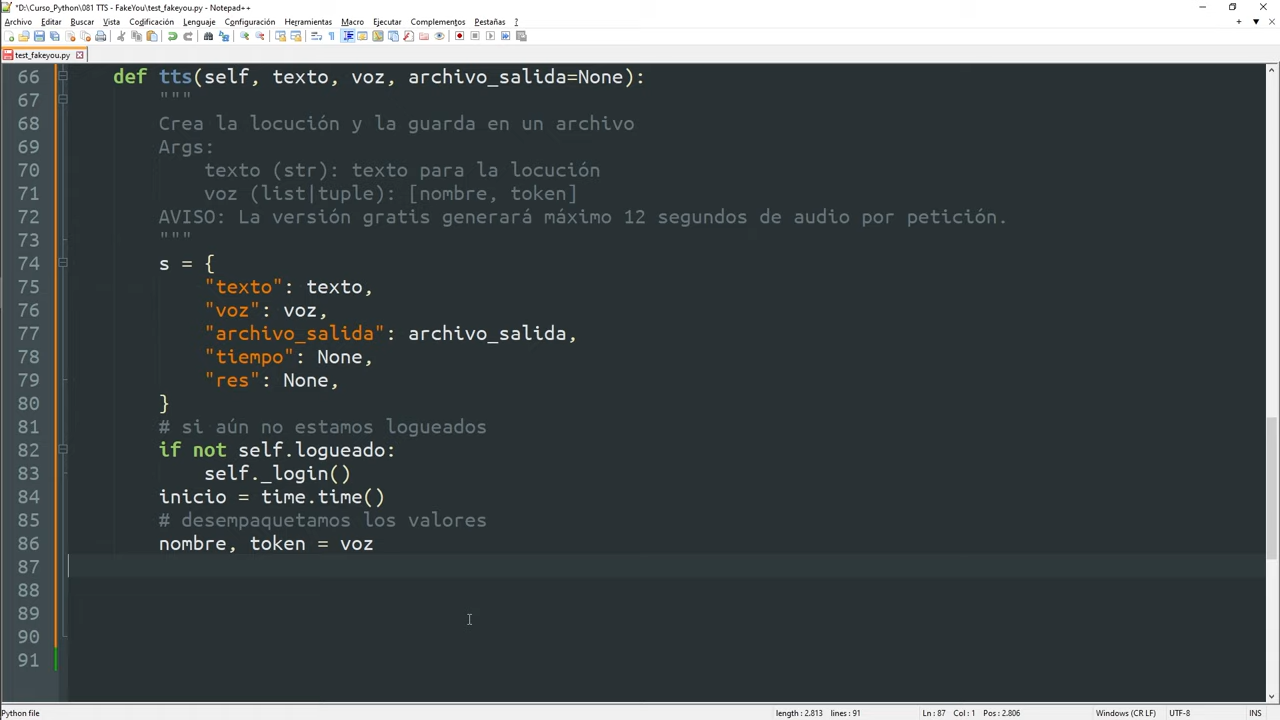 *D:\Curso_Python\081 TTS - FakeYou\test_fakeyou.py - Notepad++
Archivo Editar Buscar Vista Codificación Lenguaje Configuración Herramientas Macro Ejecutar Complementos Pestañas ?
test_fakeyou.py
66 def tts(self, texto, voz, archivo_salida=None):
67 """
68 Crea la locución y la guarda en un archivo
69 Args:
70 texto (str): texto para la locución
71 voz (list|tuple): [nombre, token]
72 AVISO: La versión gratis generará máximo 12 segundos de audio por petición.
73 """
74 s = {
75 "texto": texto,
76 "voz": voz,
77 "archivo_salida": archivo_salida,
78 "tiempo": None,
79 "res": None,
80 }
81 # si aún no estamos logueados
82 if not self.logueado:
83 self._login()
84 inicio = time.time()
85 # desempaquetamos los valores
86 nombre, token = voz
87
88
89
90
91
Python file length : 2.813 lines : 91 Ln : 87 Col : 1 Pos : 2.806 Windows (CR LF) UTF-8 INS